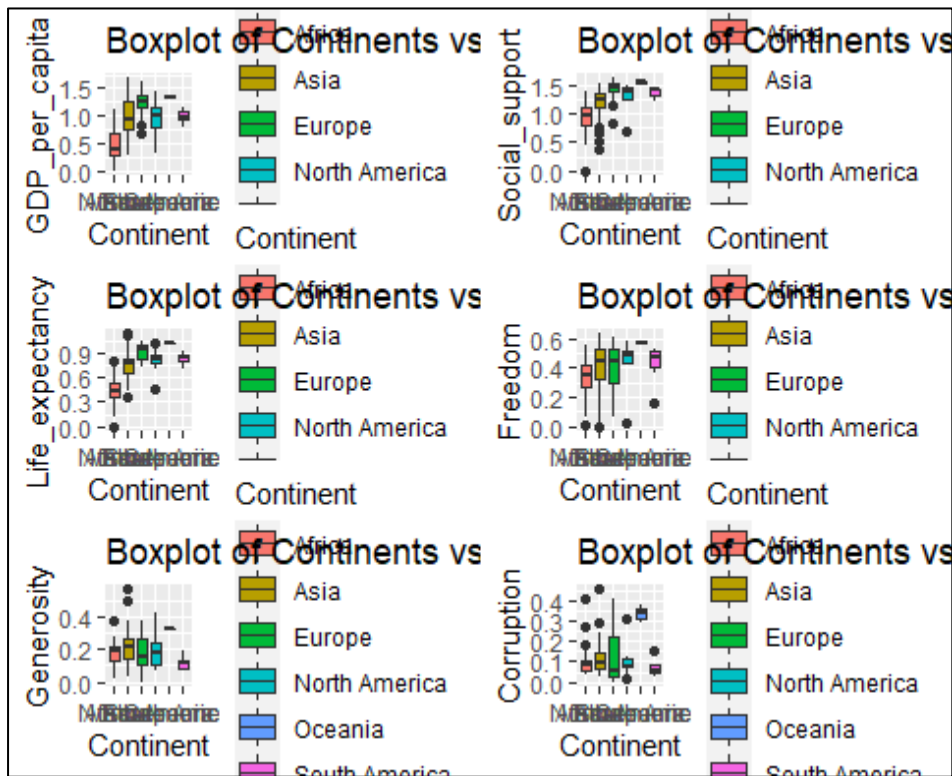 Boxplot of Continents vs
GDP_per_capita
1.5
1.0
0.5
0.0
Continent
Africa
Asia
Europe
North America
Boxplot of Continents vs
Social_support
1.5
1.0
0.5
0.0
Continent
Africa
Asia
Europe
North America
Boxplot of Continents vs
Life_expectancy
0.9
0.6
0.3
0.0
Continent
Continent
Africa
Asia
Europe
North America
Boxplot of Continents vs
Freedom
0.6
0.4
0.2
0.0
Continent
Continent
Africa
Asia
Europe
North America
Boxplot of Continents vs
Generosity
0.4
0.2
0.0
Continent
Continent
Africa
Asia
Europe
North America
Oceania
South America
Boxplot of Continents vs
Corruption
0.4
0.3
0.2
0.1
0.0
Continent
Continent
Africa
Asia
Europe
North America
Oceania
South America